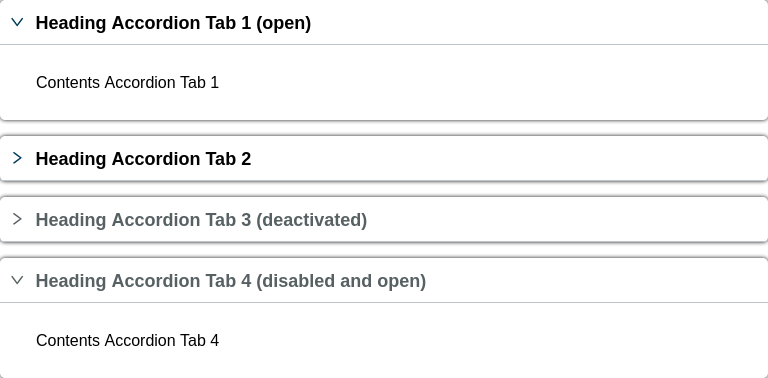 Heading Accordion Tab 1 (open)
Contents Accordion Tab 1
Heading Accordion Tab 2
Heading Accordion Tab 3 (deactivated)
Heading Accordion Tab 4 (disabled and open)
Contents Accordion Tab 4